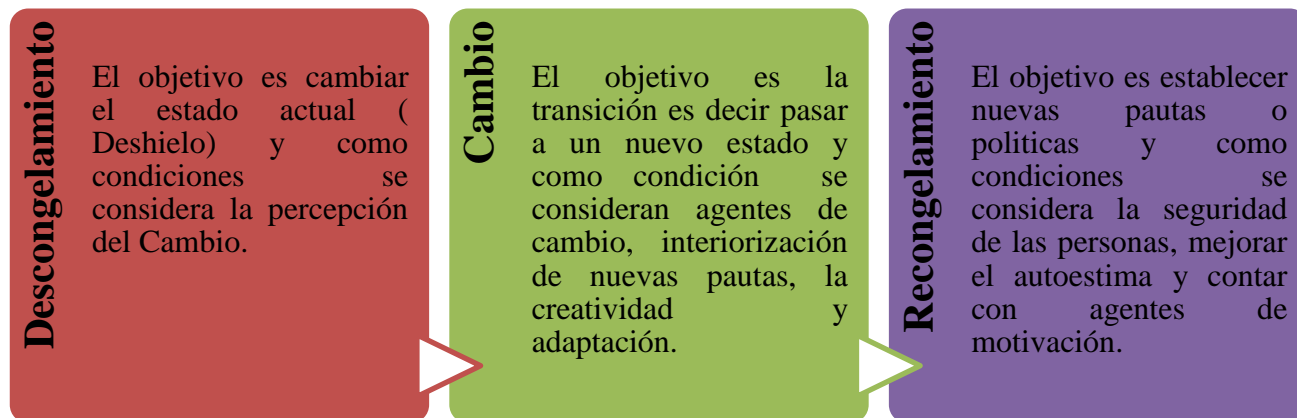 Descongelamiento
El objetivo es cambiar
el estado actual (
Deshielo) y como
condiciones se
considera la percepción
del Cambio.
Cambio
El objetivo es la
transición es decir pasar
a un nuevo estado y
como condición se
consideran agentes de
cambio, interiorización
de nuevas pautas, la
creatividad y
adaptación.
Recongelamiento
El objetivo es establecer
nuevas pautas o
politicas y como
condiciones se
considera la seguridad
de las personas, mejorar
el autoestima y contar
con agentes de
motivación.